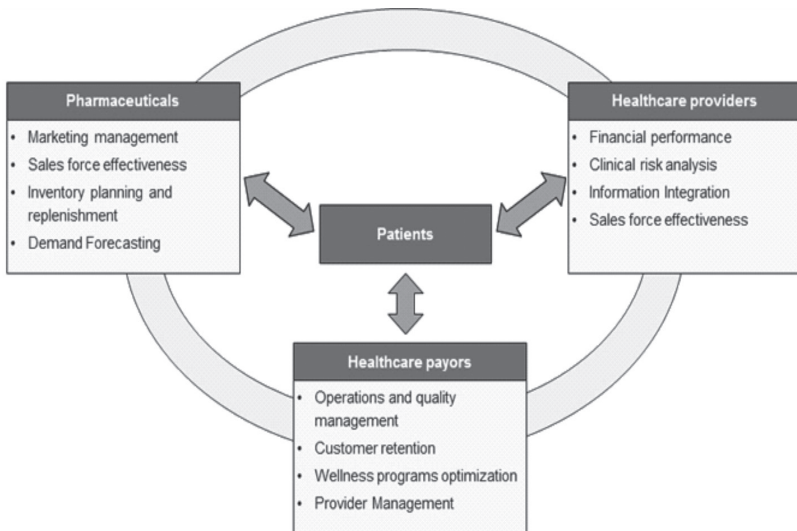 Pharmaceuticals
• Marketing management
• Sales force effectiveness
• Inventory planning and
replenishment
• Demand Forecasting
Healthcare providers
• Financial performance
• Clinical risk analysis
• Information Integration
• Sales force effectiveness
Patients
Healthcare payors
• Operations and quality
management
• Customer retention
• Wellness programs optimization
• Provider Management